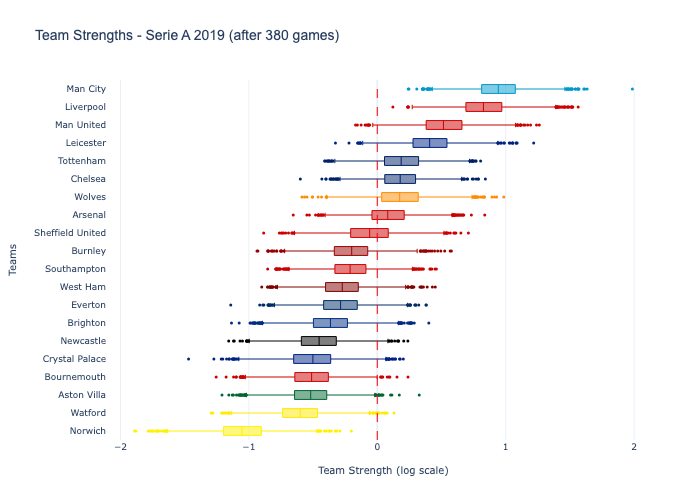 Team Strengths - Serie A 2019 (after 380 games)
Man City
Liverpool
Man United
Leicester
Tottenham
Chelsea
Wolves
Arsenal
Sheffield United
Burnley
Southampton
West Ham
Everton
Brighton
Newcastle
Crystal Palace
Bournemouth
Aston Villa
Watford
Norwich
Teams
−2 −1 0 1 2
Team Strength (log scale)